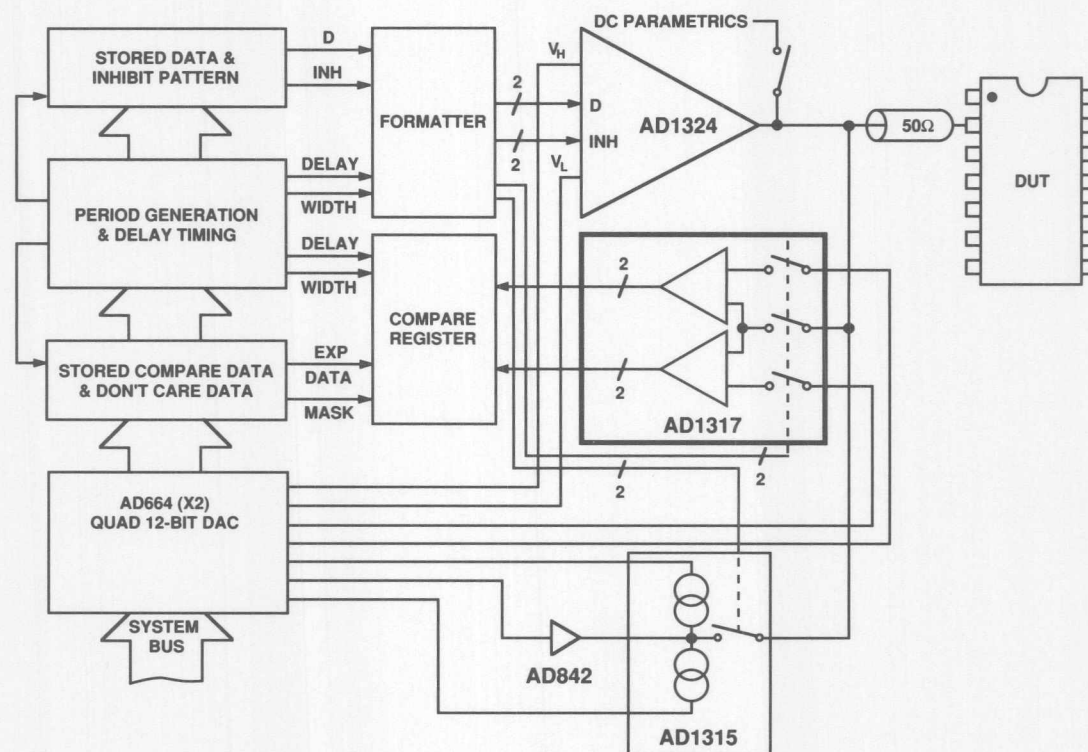 DC PARAMETRICS
STORED DATA &
INHIBIT PATTERN
D
INH
FORMATTER
VH
2
D
2
INH
VL
AD1324
50Ω
DUT
PERIOD GENERATION
& DELAY TIMING
DELAY
WIDTH
DELAY
WIDTH
COMPARE
REGISTER
2
2
AD1317
STORED COMPARE DATA
& DON'T CARE DATA
EXP
DATA
MASK
2
2
AD664 (X2)
QUAD 12-BIT DAC
SYSTEM
BUS
AD842
AD1315